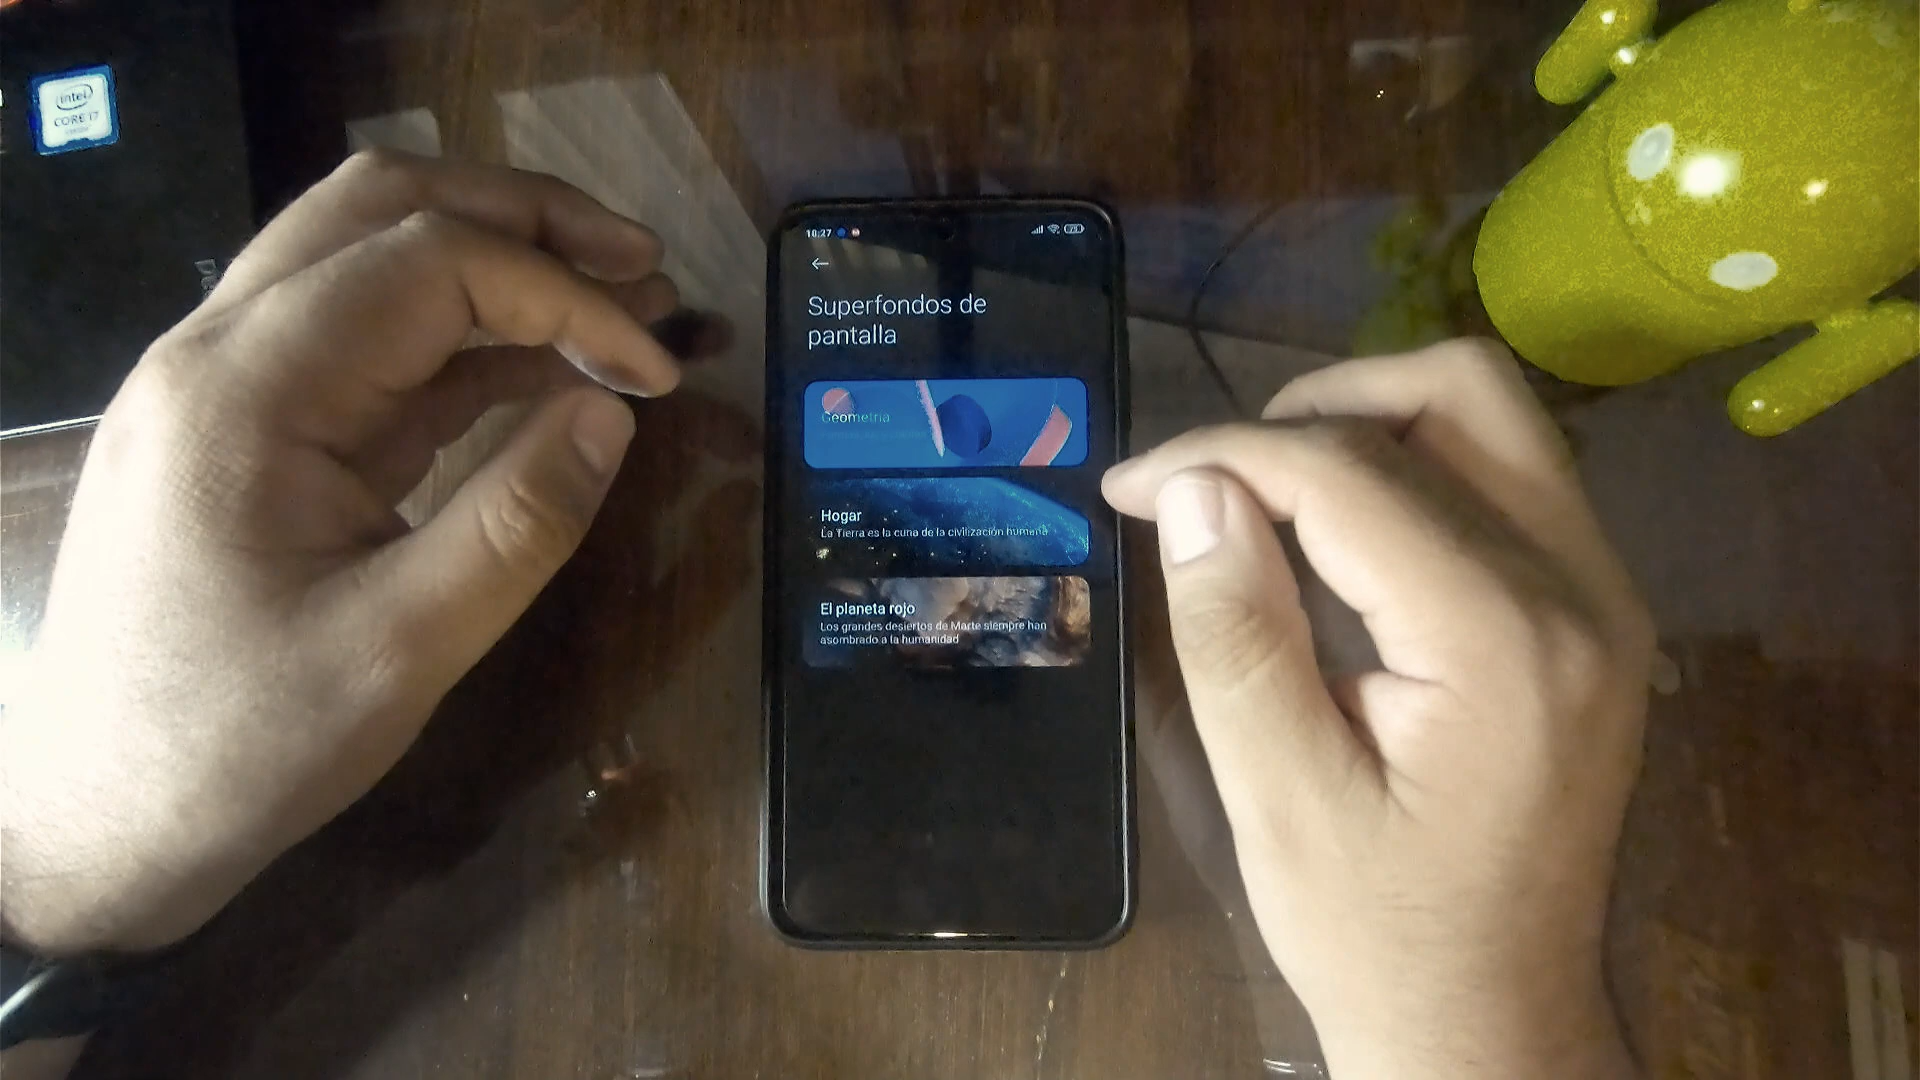 intel
CORE i7
10:27
Superfondos de
pantalla
Geometría
Hogar
La Tierra es la cuna de la civilización humana
El planeta rojo
Los grandes desiertos de Marte siempre han
asombrado a la humanidad